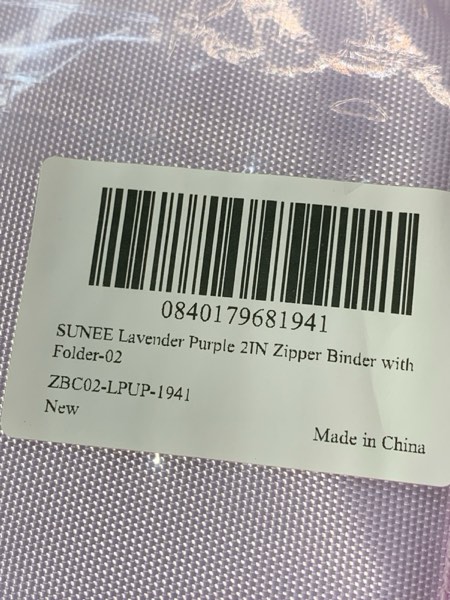 0840179681941
SUNEE Lavender Purple 2IN Zipper Binder with
Folder-02
ZBC02-LPUP-1941
New
Made in China